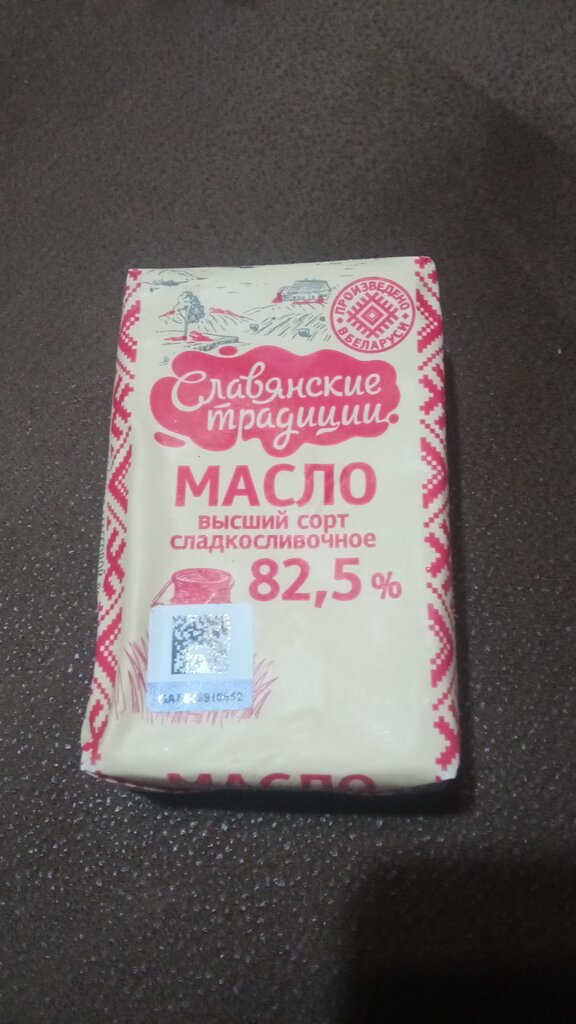 ПРОИЗВЕДЕНО
В БЕЛАРУСИ
Славянские
традиции
МАСЛО
высший сорт
сладкосливочное
82,5 %
МАСЛО